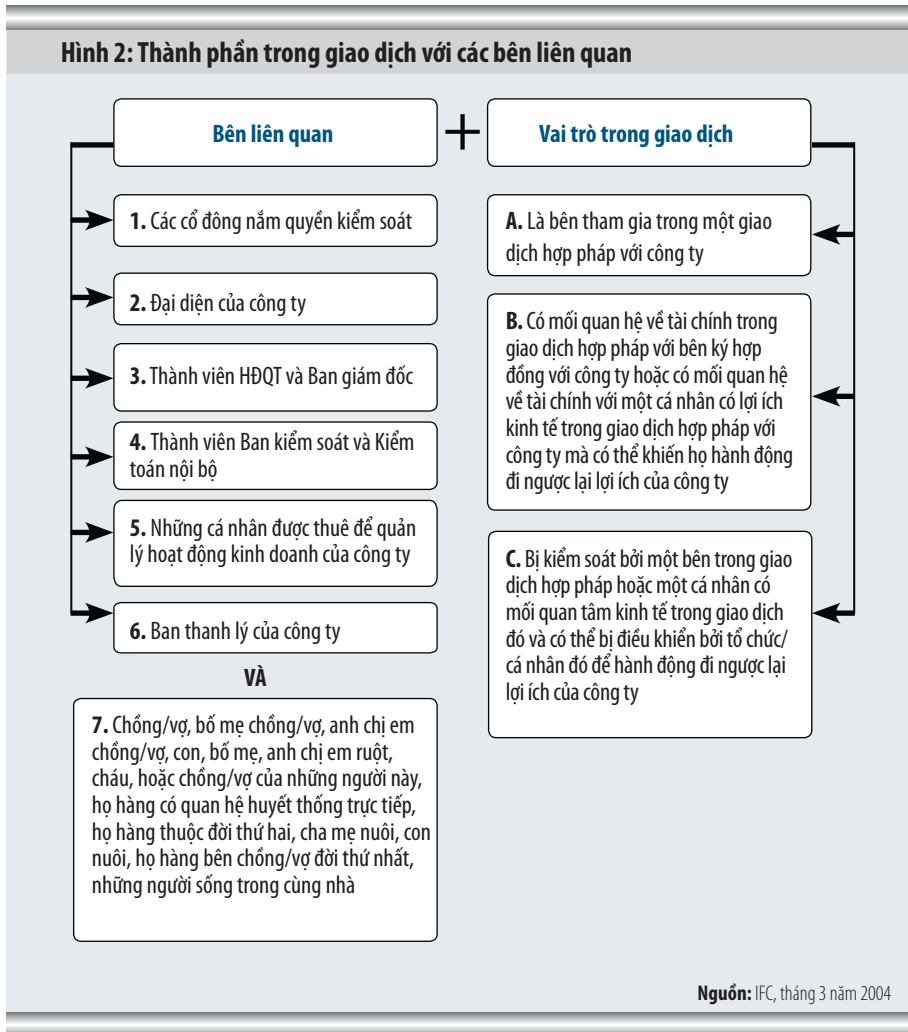 Hình 2: Thành phần trong giao dịch với các bên liên quan
Bên liên quan
+
Vai trò trong giao dịch
1. Các cổ đông nắm quyền kiểm soát
2. Đại diện của công ty
3. Thành viên HĐQT và Ban giám đốc
4. Thành viên Ban kiểm soát và Kiểm
toán nội bộ
5. Những cá nhân được thuê để quản
lý hoạt động kinh doanh của công ty
6. Ban thanh lý của công ty
VÀ
7. Chồng/vợ, bố mẹ chồng/vợ, anh chị em
chồng/vợ, con, bố mẹ, anh chị em ruột,
cháu, hoặc chồng/vợ của những người này,
họ hàng có quan hệ huyết thống trực tiếp,
họ hàng thuộc đời thứ hai, cha mẹ nuôi, con
nuôi, họ hàng bên chồng/vợ đời thứ nhất,
những người sống trong cùng nhà
A. Là bên tham gia trong một giao
dịch hợp pháp với công ty
B. Có mối quan hệ về tài chính trong
giao dịch hợp pháp với bên ký hợp
đồng với công ty hoặc có mối quan hệ
về tài chính với một cá nhân có lợi ích
kinh tế trong giao dịch hợp pháp với
công ty mà có thể khiến họ hành động
đi ngược lại lợi ích của công ty
C. Bị kiểm soát bởi một bên trong giao
dịch hợp pháp hoặc một cá nhân có
mối quan tâm kinh tế trong giao dịch
đó và có thể bị điều khiển bởi tổ chức/
cá nhân đó để hành động đi ngược lại
lợi ích của công ty
Nguồn: IFC, tháng 3 năm 2004